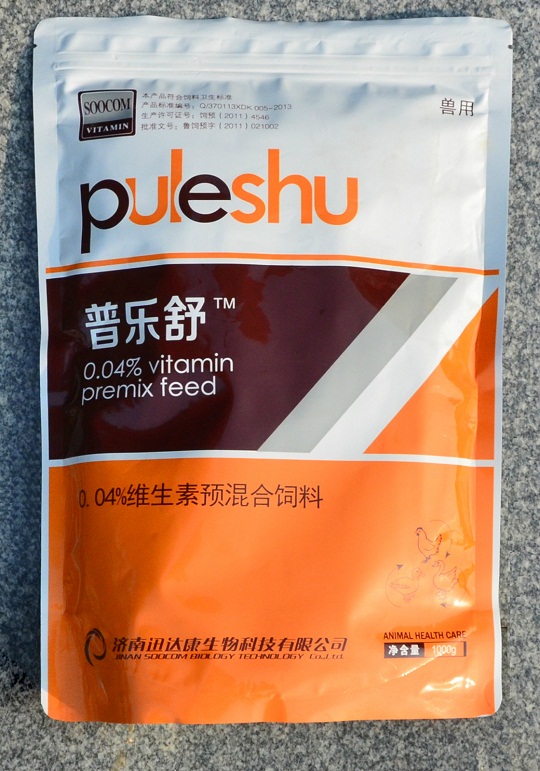 SOOCOM
VITAMIN
本产品符合饲料卫生标准
产品标准编号：Q/370113XDK 005-2013
生产许可证号：饲预（2011）4546
批准文号：鲁饲预字（2011）021002
兽用
puleshu
普乐舒™
0.04% vitamin
premix feed
0.04%维生素预混合饲料
ANIMAL HEALTH CARE
净含量 1000g
济南迅达康生物科技有限公司
JINAN SOOCOM BIOLOGY TECHNOLOGY Co.,Ltd.